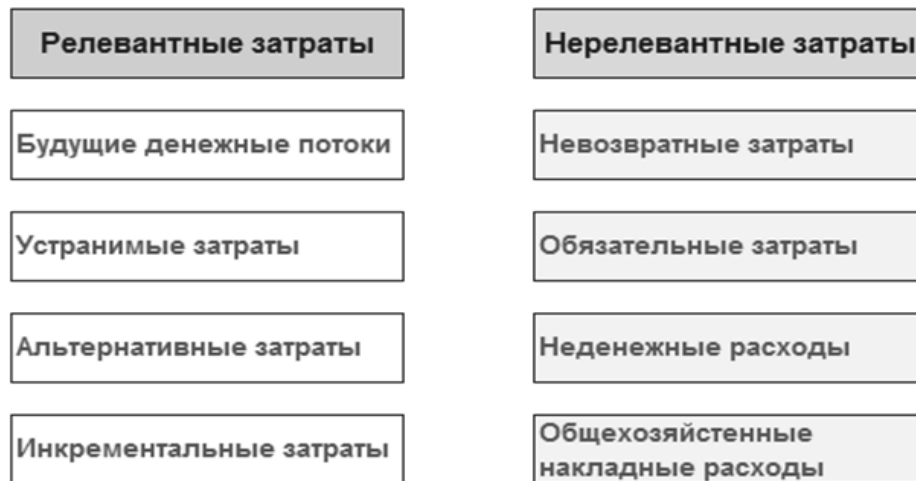 Релевантные затраты
Будущие денежные потоки
Устранимые затраты
Альтернативные затраты
Инкрементальные затраты
Нерелевантные затраты
Невозвратные затраты
Обязательные затраты
Неденежные расходы
Общехозяйстенные
накладные расходы